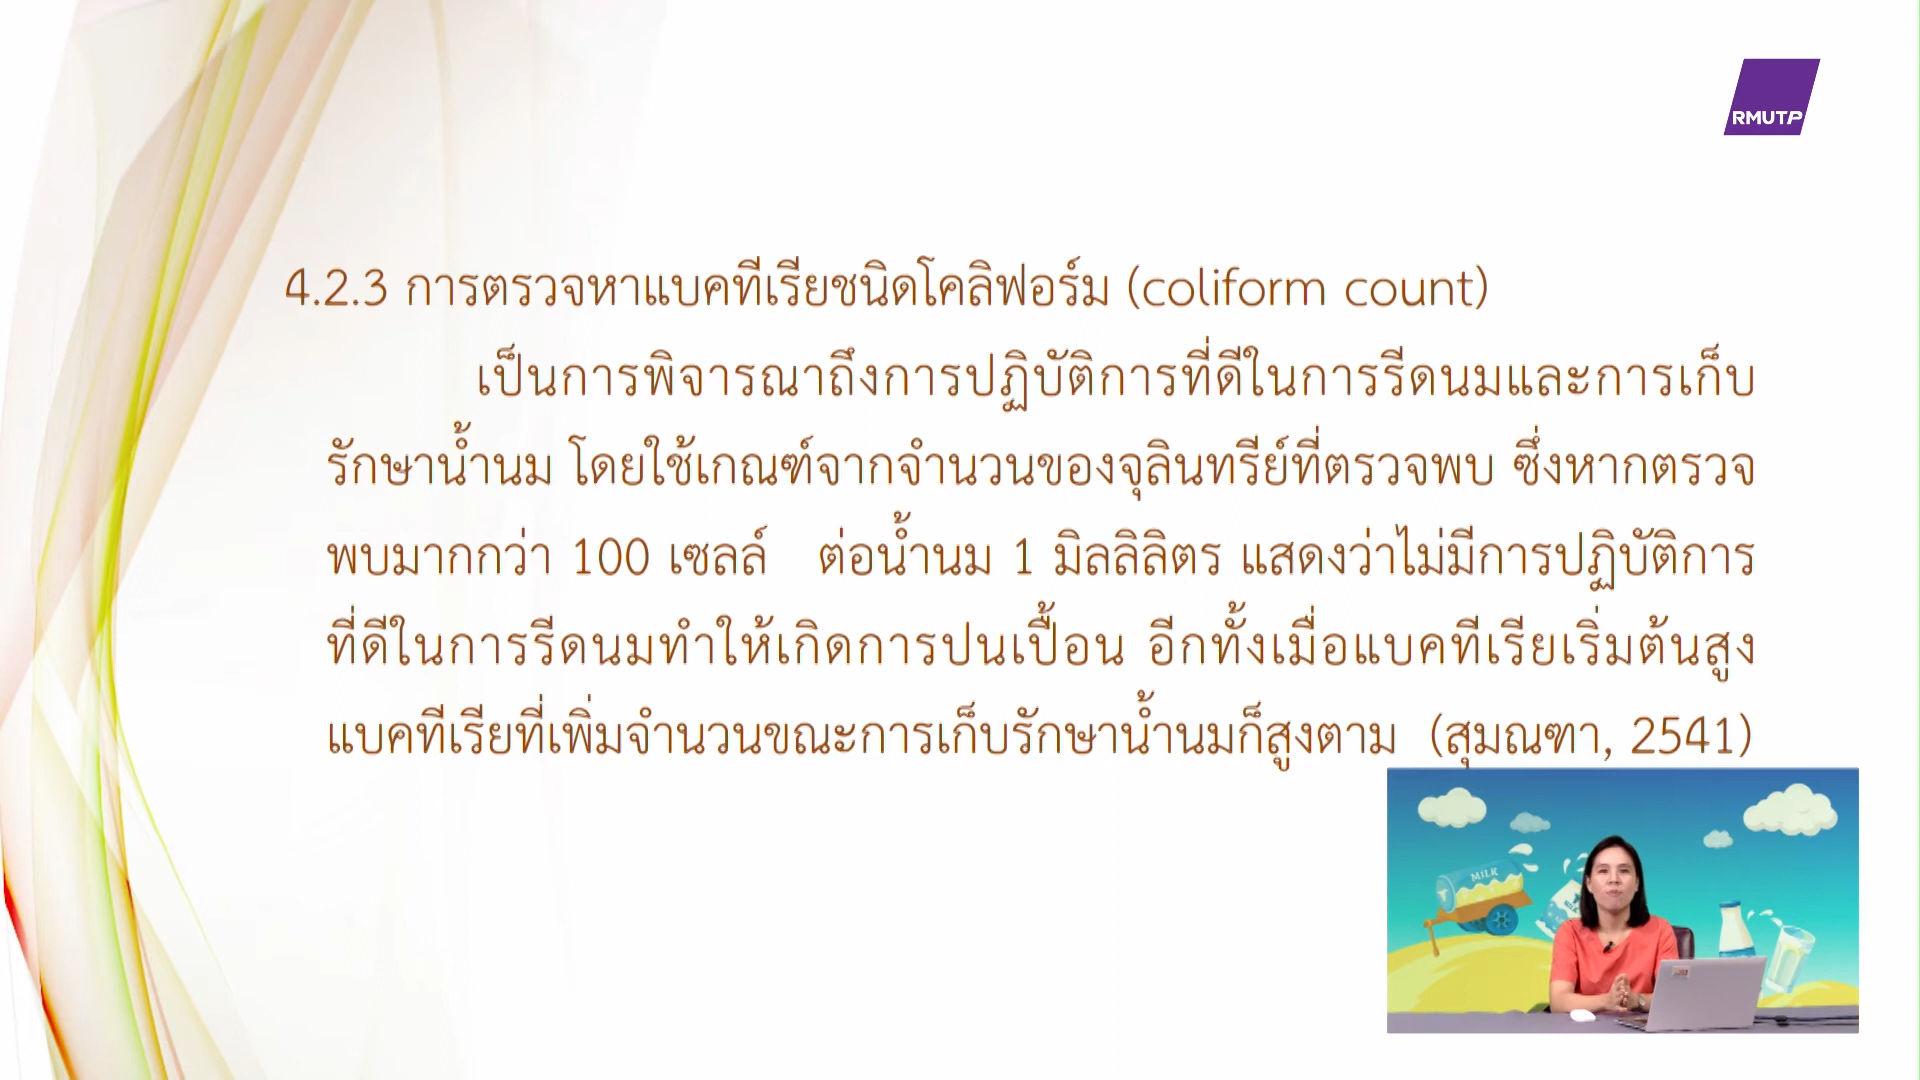 RMUTP
4.2.3 การตรวจหาแบคทีเรียชนิดโคลิฟอร์ม (coliform count)
เป็นการพิจารณาถึงการปฏิบัติการที่ดีในการรีดนมและการเก็บ
รักษาน้ำนม โดยใช้เกณฑ์จากจำนวนของจุลินทรีย์ที่ตรวจพบ ซึ่งหากตรวจ
พบมากกว่า 100 เซลล์ ต่อน้ำนม 1 มิลลิลิตร แสดงว่าไม่มีการปฏิบัติการ
ที่ดีในการรีดนมทำให้เกิดการปนเปื้อน อีกทั้งเมื่อแบคทีเรียเริ่มต้นสูง
แบคทีเรียที่เพิ่มจำนวนขณะการเก็บรักษาน้ำนมก็สูงตาม (สุมณฑา, 2541)
MILK